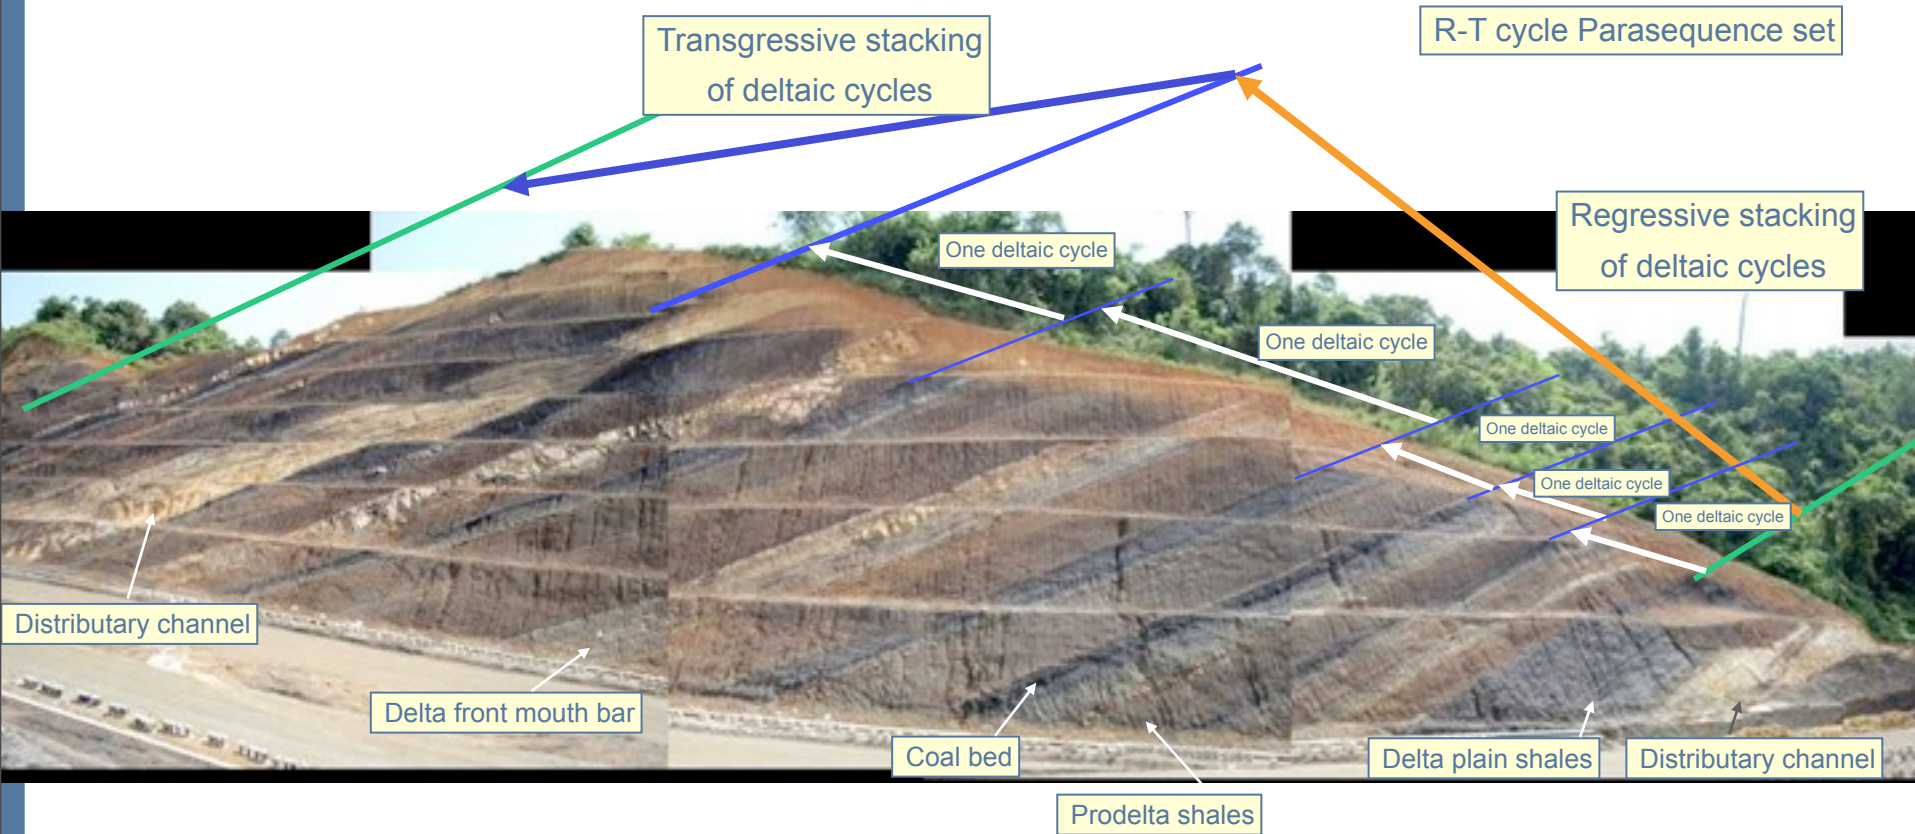 Transgressive stacking
of deltaic cycles
R-T cycle Parasequence set
Regressive stacking
of deltaic cycles
One deltaic cycle
One deltaic cycle
One deltaic cycle
One deltaic cycle
One deltaic cycle
Distributary channel
Delta front mouth bar
Coal bed
Delta plain shales
Distributary channel
Prodelta shales